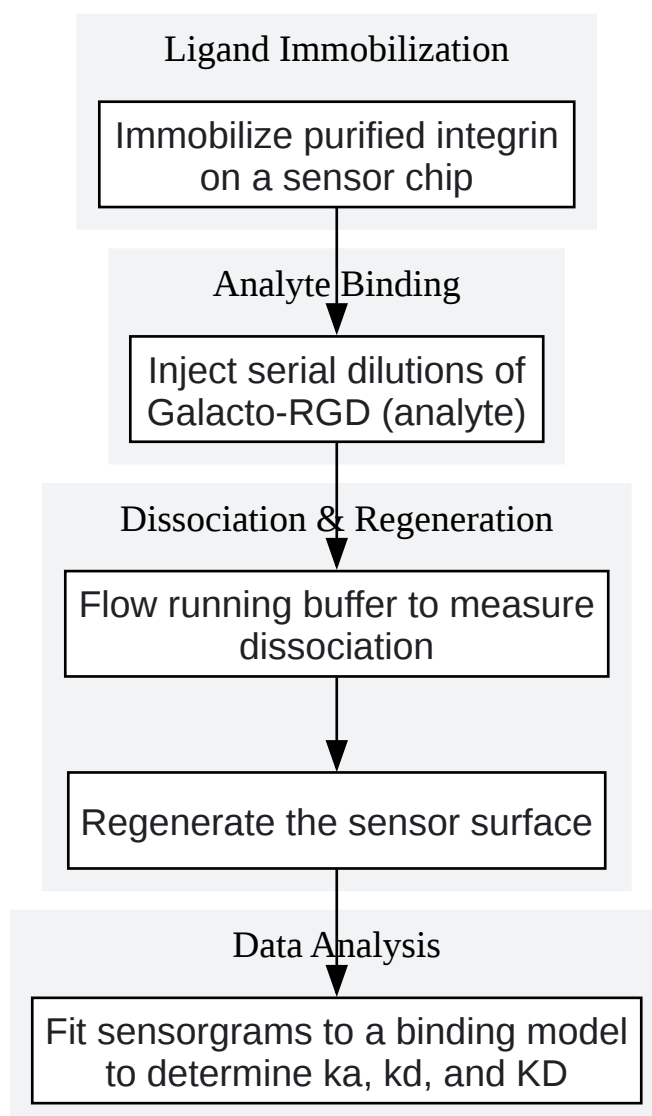 Ligand Immobilization
Immobilize purified integrin
on a sensor chip
Analyte Binding
Inject serial dilutions of
Galacto-RGD (analyte)
Dissociation & Regeneration
Flow running buffer to measure
dissociation
Regenerate the sensor surface
Data Analysis
Fit sensorgrams to a binding model
to determine ka, kd, and KD